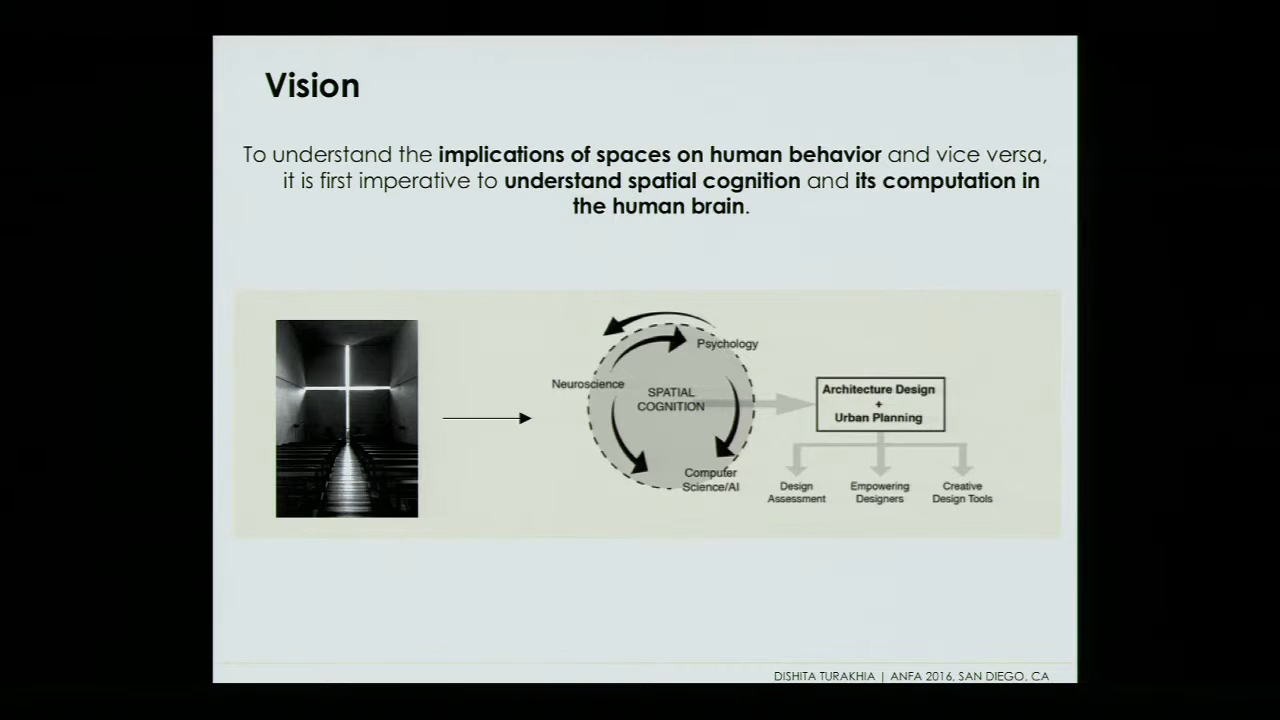 Vision
To understand the implications of spaces on human behavior and vice versa,
it is first imperative to understand spatial cognition and its computation in
the human brain.
Psychology
Neuroscience
SPATIAL
COGNITION
Computer
Science/AI
Architecture Design
+
Urban Planning
Design
Assessment
Empowering
Designers
Creative
Design Tools
DISHITA TURAKHIA | ANFA 2016, SAN DIEGO, CA